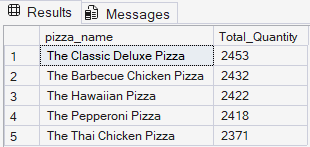 Results Messages
pizza_name Total_Quantity
1 The Classic Deluxe Pizza 2453
2 The Barbecue Chicken Pizza 2432
3 The Hawaiian Pizza 2422
4 The Pepperoni Pizza 2418
5 The Thai Chicken Pizza 2371